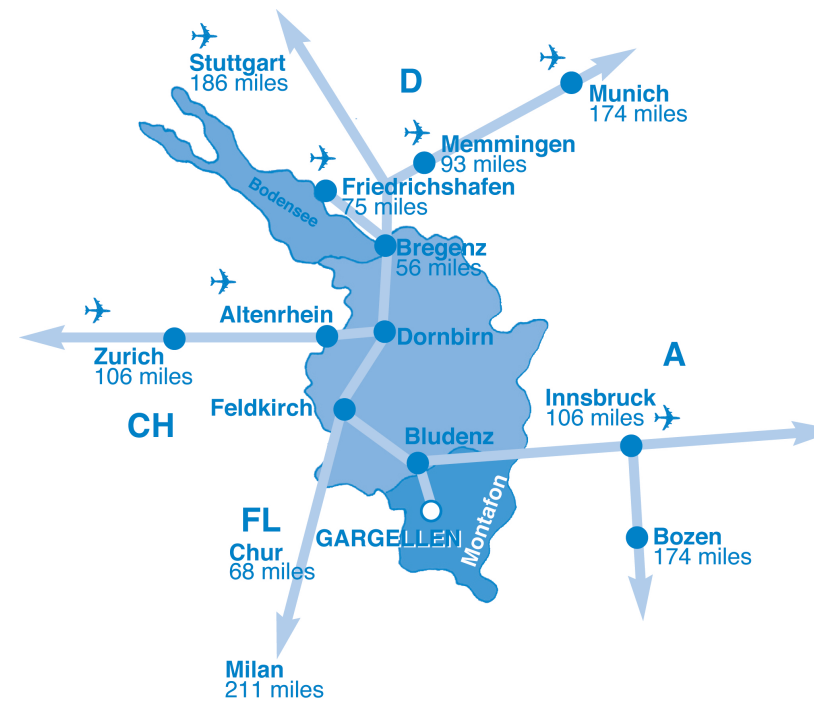 Stuttgart
186 miles
D
Munich
174 miles
Memmingen
93 miles
Friedrichshafen
75 miles
Bodensee
Bregenz
56 miles
Altenrhein
Dornbirn
Zurich
106 miles
A
Innsbruck
106 miles
Feldkirch
CH
Bludenz
Montafon
FL
GARGELLEN
Bozen
174 miles
Chur
68 miles
Milan
211 miles